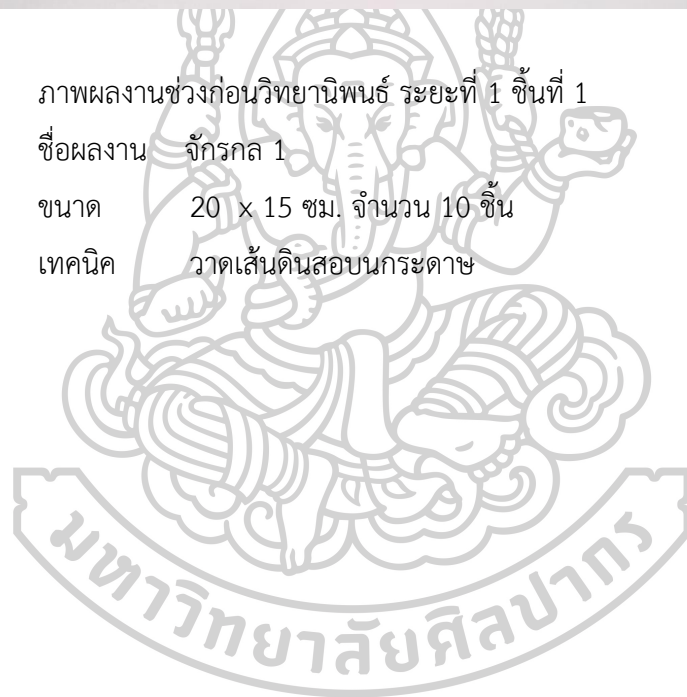 ภาพผลงานช่วงก่อนวิทยานิพนธ์ ระยะที่ 1 ชิ้นที่ 1
ชื่อผลงาน จักรกล 1
ขนาด 20 x 15 ซม. จำนวน 10 ชิ้น
เทคนิค วาดเส้นดินสอบนกระดาษ
มหาวิทยาลัยศิลปากร